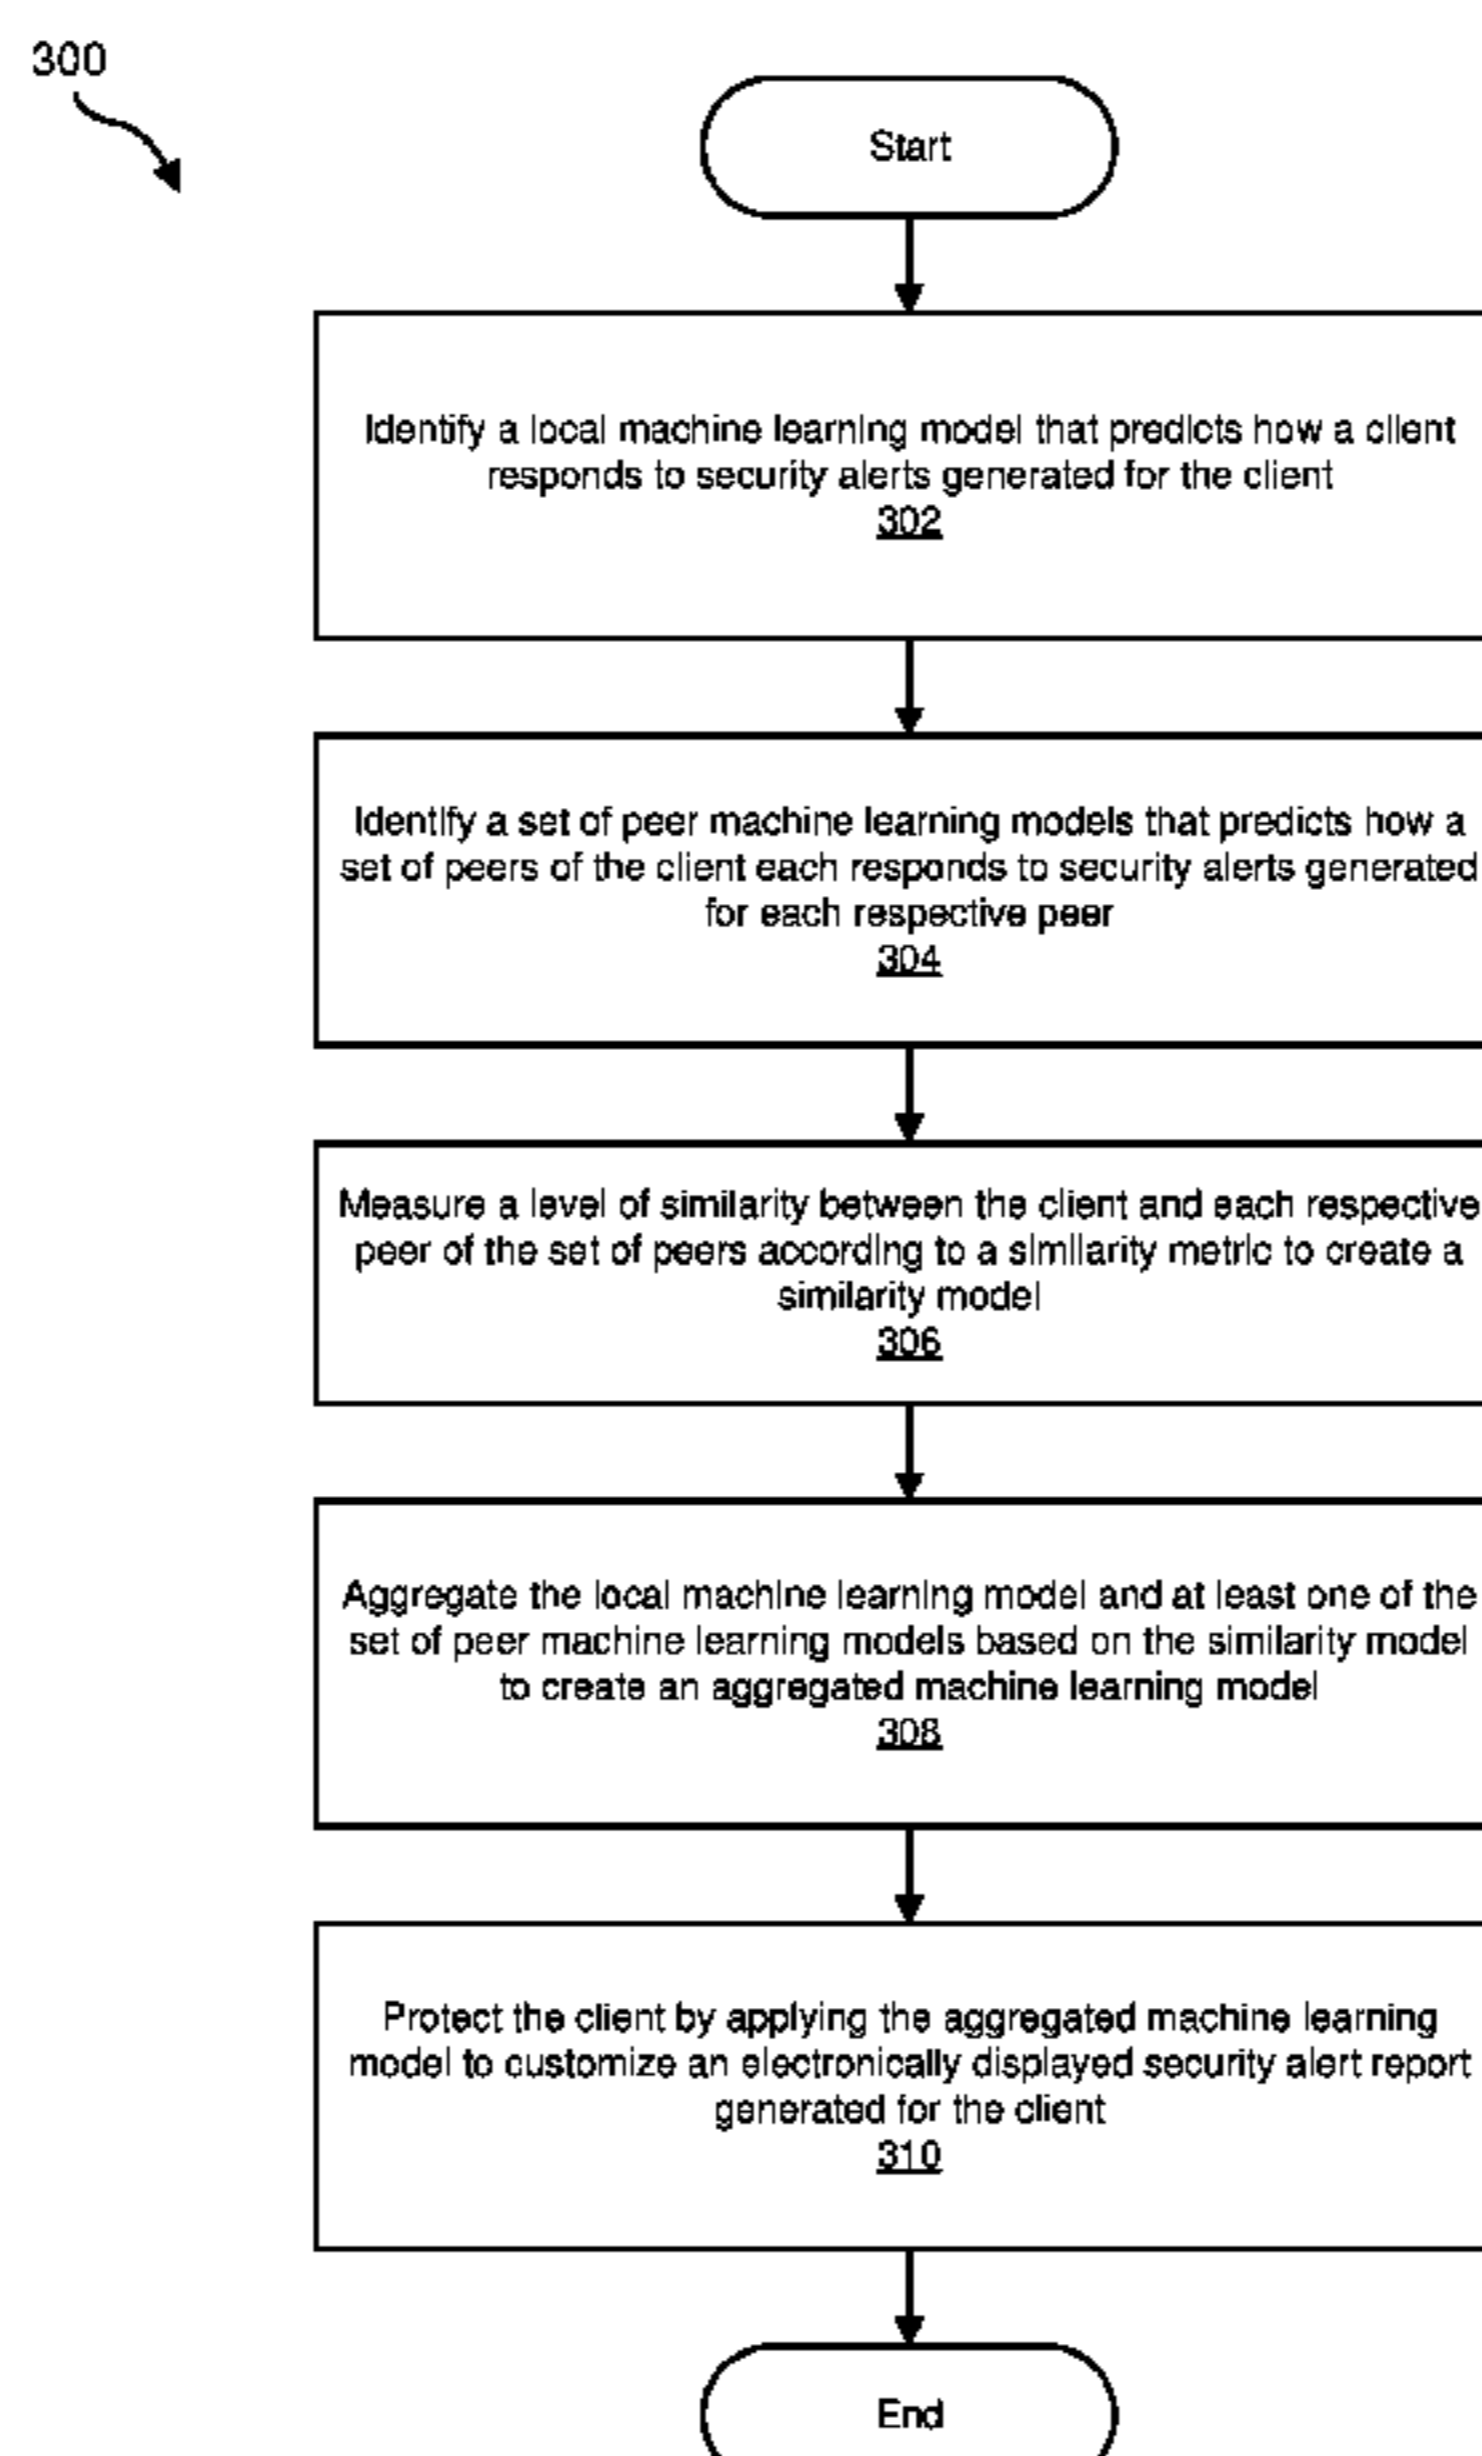 300
Start
Identify a local machine learning model that predicts how a client
responds to security alerts generated for the client
302
Identify a set of peer machine learning models that predicts how a
set of peers of the client each responds to security alerts generated
for each respective peer
304
Measure a level of similarity between the client and each respective
peer of the set of peers according to a similarity metric to create a
similarity model
306
Aggregate the local machine learning model and at least one of the
set of peer machine learning models based on the similarity model
to create an aggregated machine learning model
308
Protect the client by applying the aggregated machine learning
model to customize an electronically displayed security alert report
generated for the client
310
End